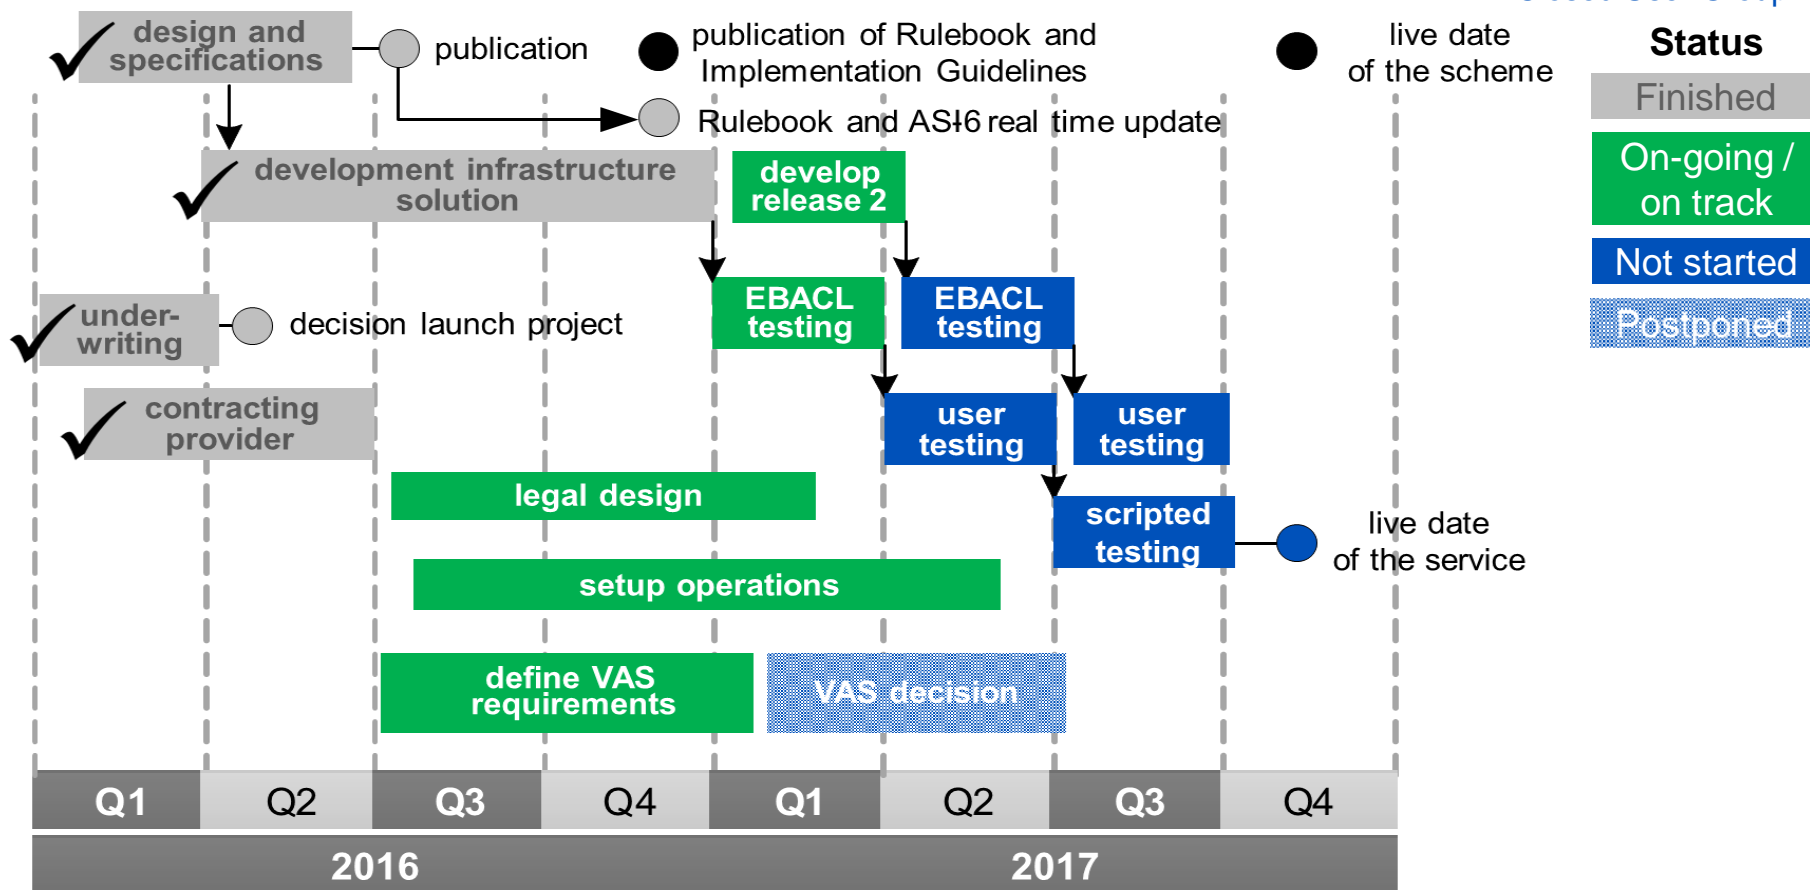 design and
specifications
publication
publication of Rulebook and
Implementation Guidelines
live date
of the scheme
Status
Finished
Rulebook and ASI-6 real time update
On-going /
on track
development infrastructure
solution
develop
release 2
Not started
EBACL
testing
EBACL
testing
under-
writing
decision launch project
Postponed
contracting
provider
user
testing
user
testing
legal design
scripted
testing
live date
of the service
setup operations
define VAS
requirements
VAS decision
Q1 Q2 Q3 Q4 Q1 Q2 Q3 Q4
2016 2017